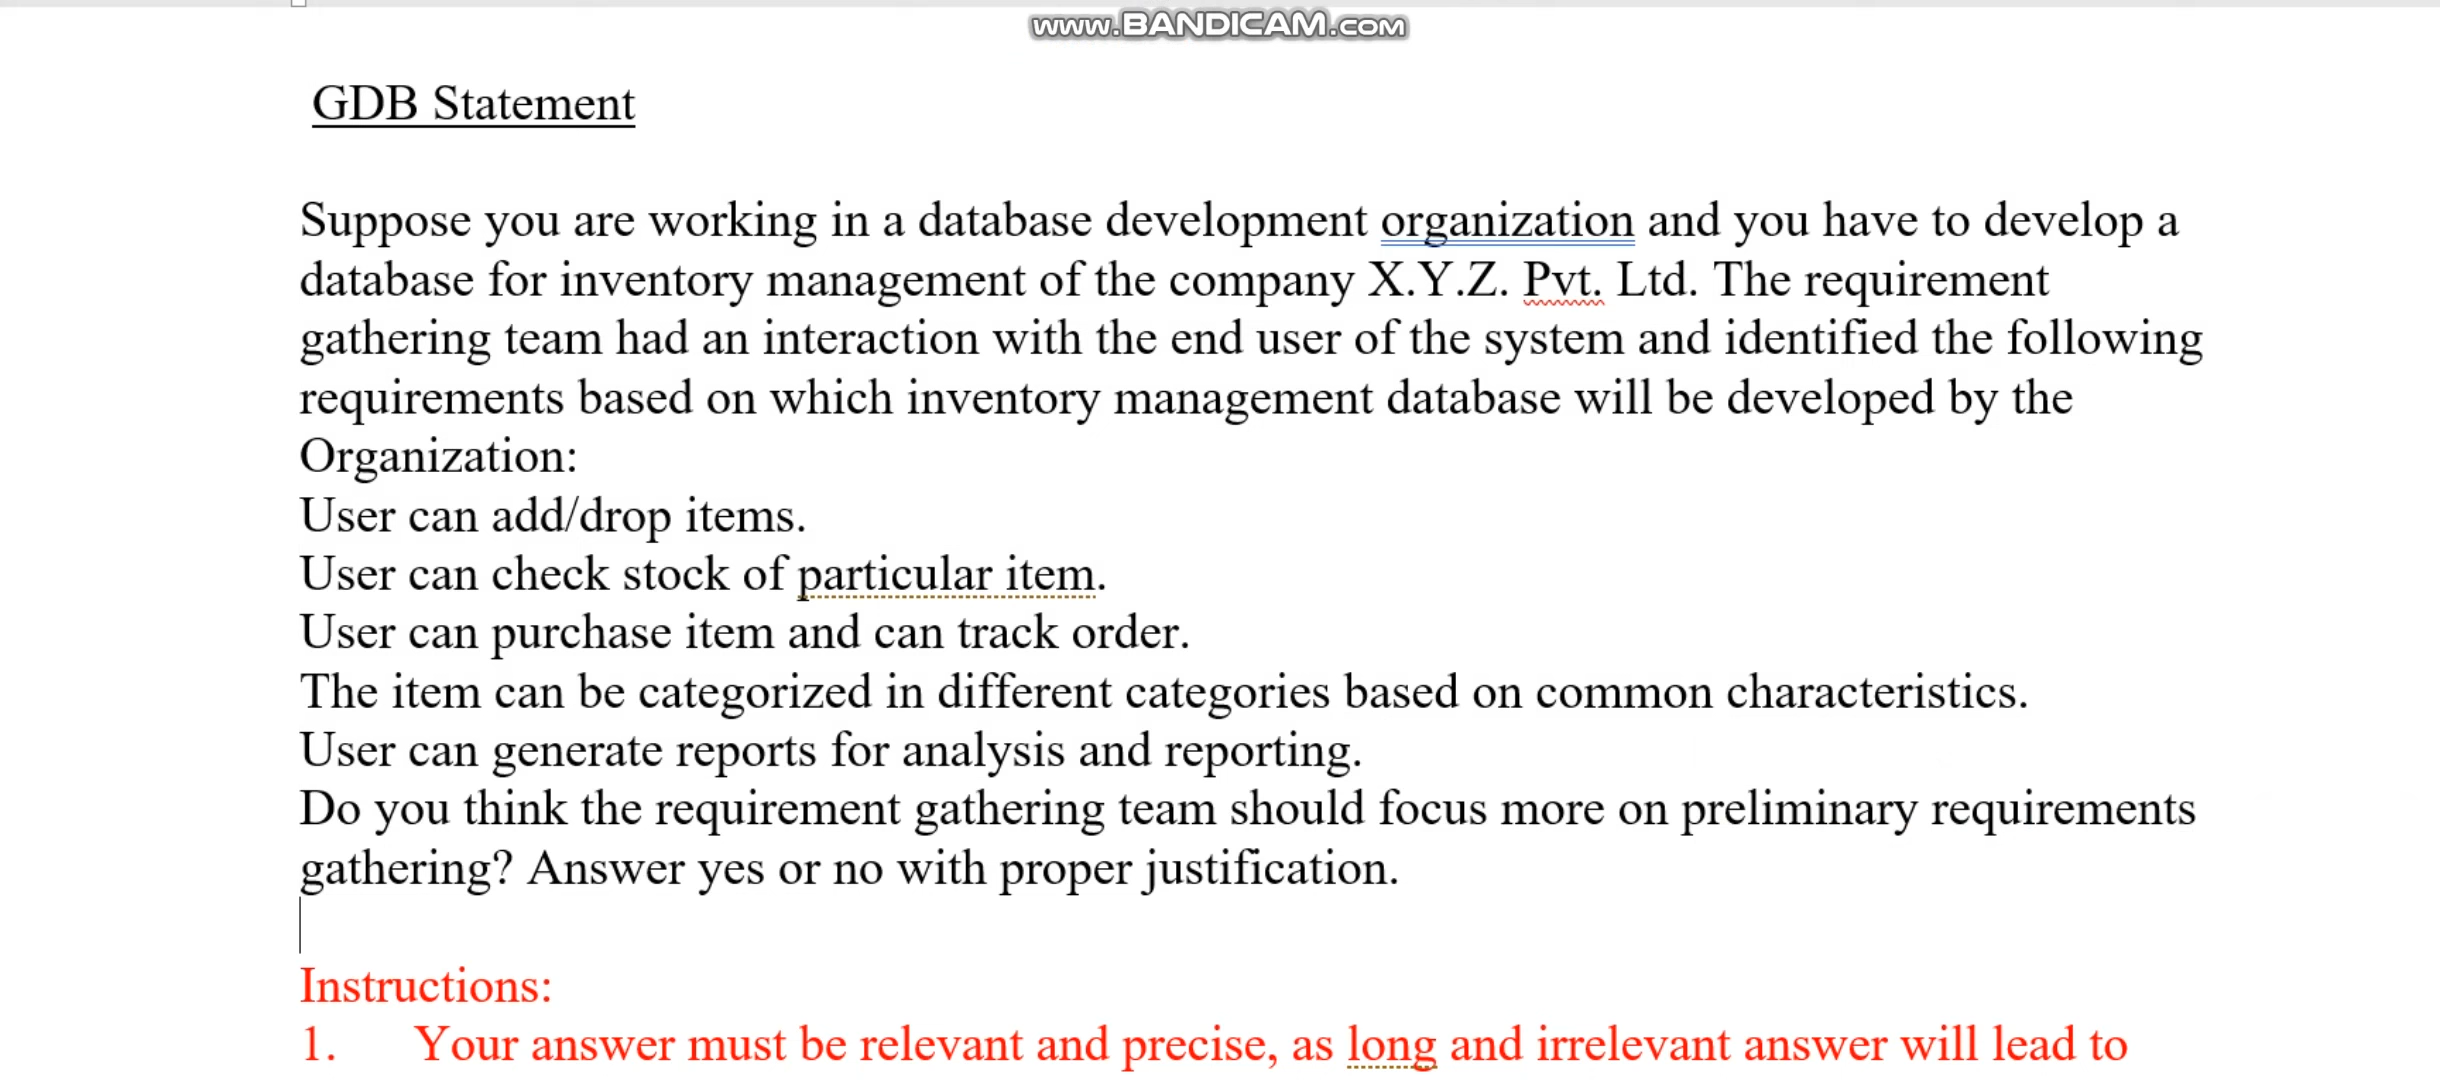 www.BANDICAM.COM
GDB Statement
Suppose you are working in a database development organization and you have to develop a
database for inventory management of the company X.Y.Z. Pvt. Ltd. The requirement
gathering team had an interaction with the end user of the system and identified the following
requirements based on which inventory management database will be developed by the
Organization:
User can add/drop items.
User can check stock of particular item.
User can purchase item and can track order.
The item can be categorized in different categories based on common characteristics.
User can generate reports for analysis and reporting.
Do you think the requirement gathering team should focus more on preliminary requirements
gathering? Answer yes or no with proper justification.
Instructions:
1. Your answer must be relevant and precise, as long and irrelevant answer will lead to